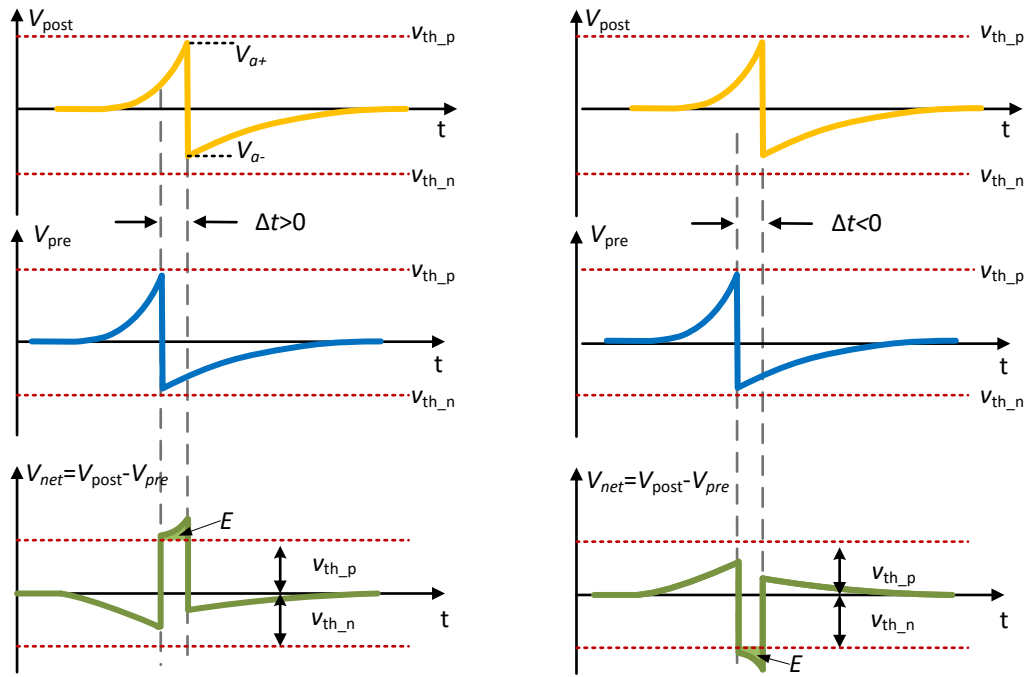 V_post
v_th_p
V_a+
t
V_a-
v_th_n
Δt>0
V_pre
v_th_p
t
v_th_n
V_net=V_post-V_pre
E
v_th_p
t
v_th_n
V_post
v_th_p
t
v_th_n
Δt<0
V_pre
v_th_p
t
v_th_n
V_net=V_post-V_pre
v_th_p
t
v_th_n
E